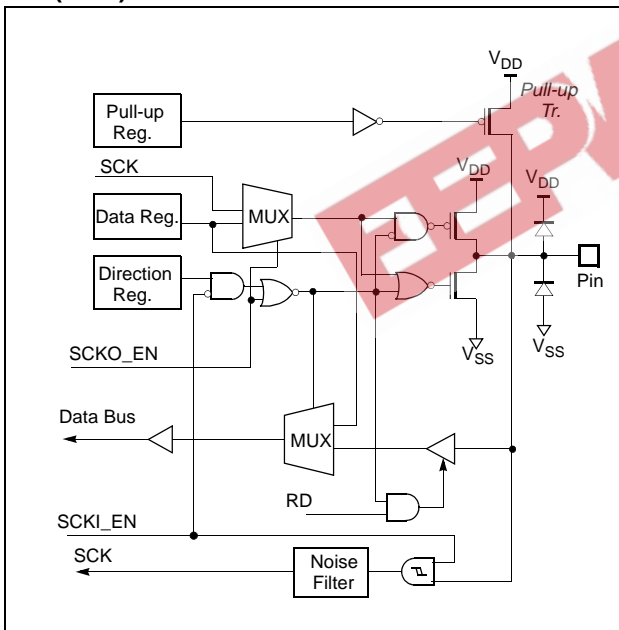 VDD
Pull-up
Tr.
Pull-up
Reg.
SCK
VDD
VDD
Data Reg.
MUX
Direction
Reg.
Pin
SCKO_EN
VSS
VSS
Data Bus
MUX
RD
SCKI_EN
SCK
Noise
Filter